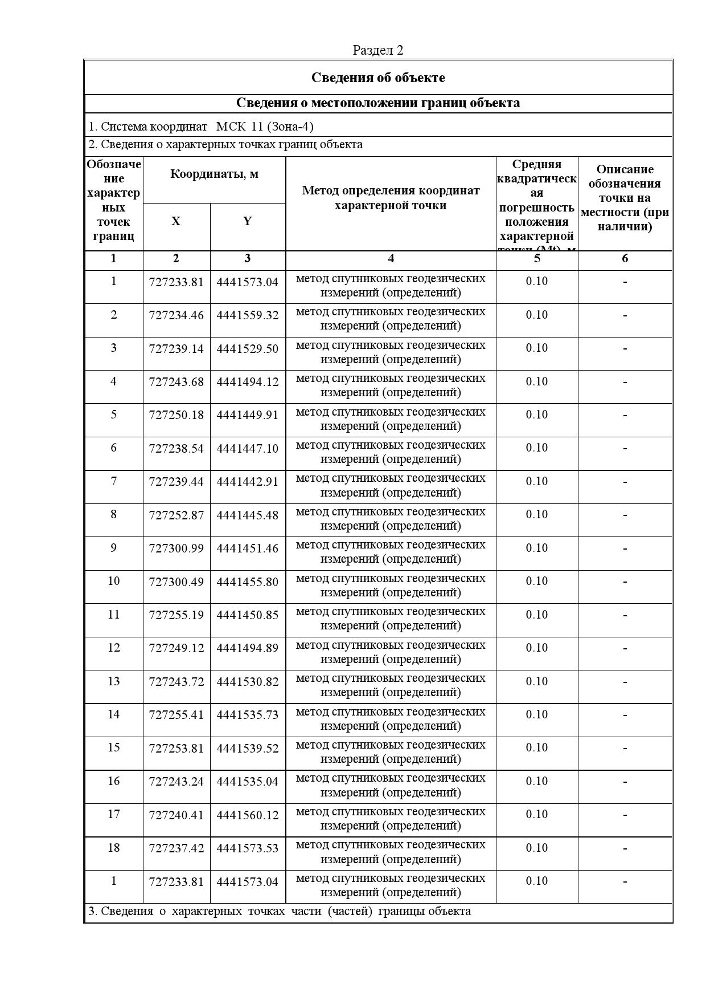 Раздел 2
Сведения об объекте
Сведения о местоположении границ объекта
1. Система координат МСК 11 (Зона-4)
2. Сведения о характерных точках границ объекта
Обозначе
ние
характер
ных
точек
границ
Координаты, м
X
Y
Метод определения координат
характерной точки
Средняя
квадратическ
ая
погрешность
положения
характерной
точки (Mt), м
Описание
обозначения
точки на
местности (при
наличии)
1 2 3 4 5 6
1 727233.81 4441573.04 метод спутниковых геодезических 0.10 -
измерений (определений)
2 727234.46 4441559.32 метод спутниковых геодезических 0.10 -
измерений (определений)
3 727239.14 4441529.50 метод спутниковых геодезических 0.10 -
измерений (определений)
4 727243.68 4441494.12 метод спутниковых геодезических 0.10 -
измерений (определений)
5 727250.18 4441449.91 метод спутниковых геодезических 0.10 -
измерений (определений)
6 727238.54 4441447.10 метод спутниковых геодезических 0.10 -
измерений (определений)
7 727239.44 4441442.91 метод спутниковых геодезических 0.10 -
измерений (определений)
8 727252.87 4441445.48 метод спутниковых геодезических 0.10 -
измерений (определений)
9 727300.99 4441451.46 метод спутниковых геодезических 0.10 -
измерений (определений)
10 727300.49 4441455.80 метод спутниковых геодезических 0.10 -
измерений (определений)
11 727255.19 4441450.85 метод спутниковых геодезических 0.10 -
измерений (определений)
12 727249.12 4441494.89 метод спутниковых геодезических 0.10 -
измерений (определений)
13 727243.72 4441530.82 метод спутниковых геодезических 0.10 -
измерений (определений)
14 727255.41 4441535.73 метод спутниковых геодезических 0.10 -
измерений (определений)
15 727253.81 4441539.52 метод спутниковых геодезических 0.10 -
измерений (определений)
16 727243.24 4441535.04 метод спутниковых геодезических 0.10 -
измерений (определений)
17 727240.41 4441560.12 метод спутниковых геодезических 0.10 -
измерений (определений)
18 727237.42 4441573.53 метод спутниковых геодезических 0.10 -
измерений (определений)
1 727233.81 4441573.04 метод спутниковых геодезических 0.10 -
измерений (определений)
3. Сведения о характерных точках части (частей) границы объекта